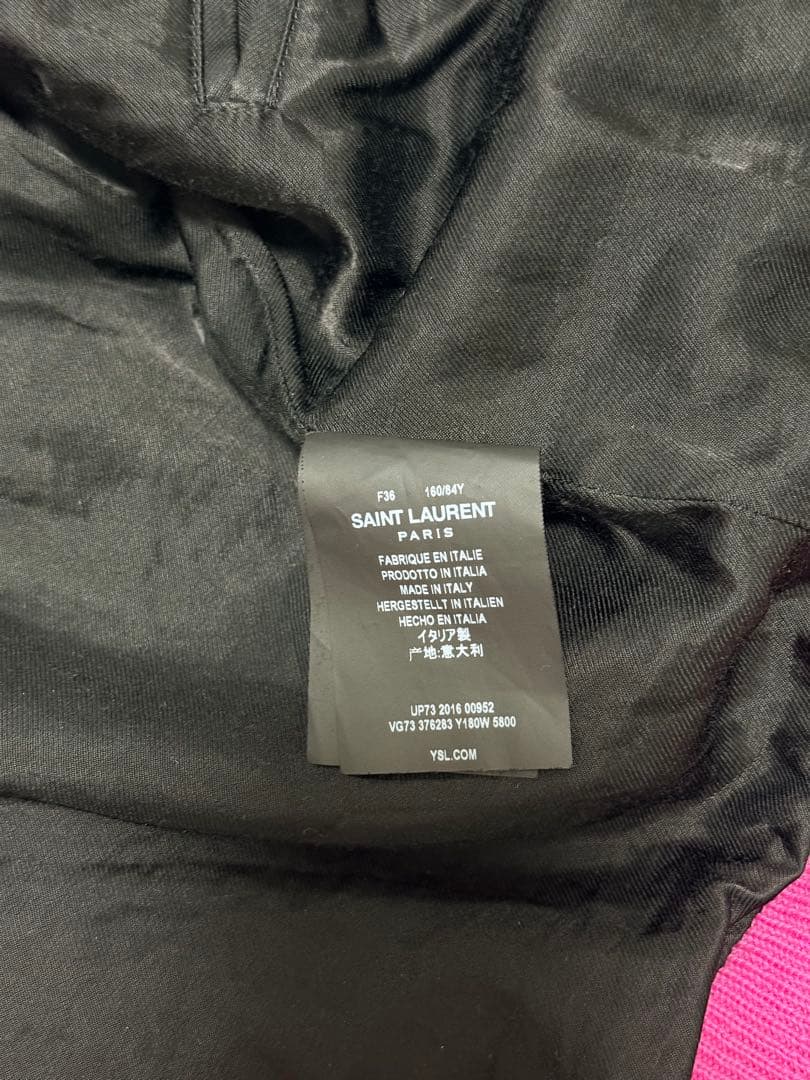 F36 160/84Y
SAINT LAURENT
PARIS
FABRIQUE EN ITALIE
PRODOTTO IN ITALIA
MADE IN ITALY
HERGESTELLT IN ITALIEN
HECHO EN ITALIA
イタリア製
产地:意大利
UP73 2016 00952
VG73 376283 Y180W 5800
YSL.COM